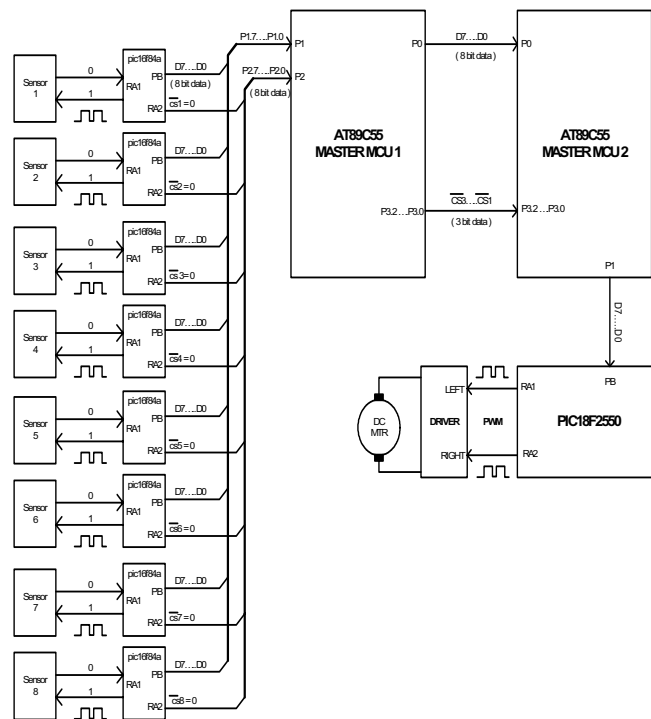 pic16f84a
Sensor
1
0
1
RA1
PB
RA2
D7.....D0
( 8 bit data)
cs1 = 0
pic16f84a
Sensor
2
0
1
RA1
PB
RA2
D7.....D0
cs2 = 0
pic16f84a
Sensor
3
0
1
RA1
PB
RA2
D7.....D0
cs3 = 0
pic16f84a
Sensor
4
0
1
RA1
PB
RA2
D7.....D0
cs4 = 0
pic16f84a
Sensor
5
0
1
RA1
PB
RA2
D7.....D0
cs5 = 0
pic16f84a
Sensor
6
0
1
RA1
PB
RA2
D7.....D0
cs6 = 0
pic16f84a
Sensor
7
0
1
RA1
PB
RA2
D7.....D0
cs7 = 0
pic16f84a
Sensor
8
0
1
RA1
PB
RA2
D7.....D0
cs8 = 0
P1.7.....P1.0
P2.7.....P2.0
(8bit data)
P1
P2
P0
AT89C55
MASTER MCU 1
P3.2....P3.0
D7.....D0
(8 bit data)
CS3.....CS1
( 3 bit data)
P0
AT89C55
MASTER MCU 2
P3.2....P3.0
P1
D7.....D0
PB
RA1
PIC18F2550
RA2
LEFT
DRIVER
PWM
RIGHT
DC
MTR